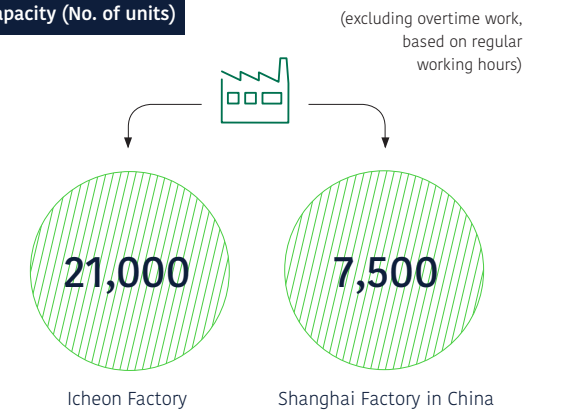 apacity (No. of units)
(excluding overtime work,
based on regular
working hours)
21,000
7,500
Icheon Factory
Shanghai Factory in China